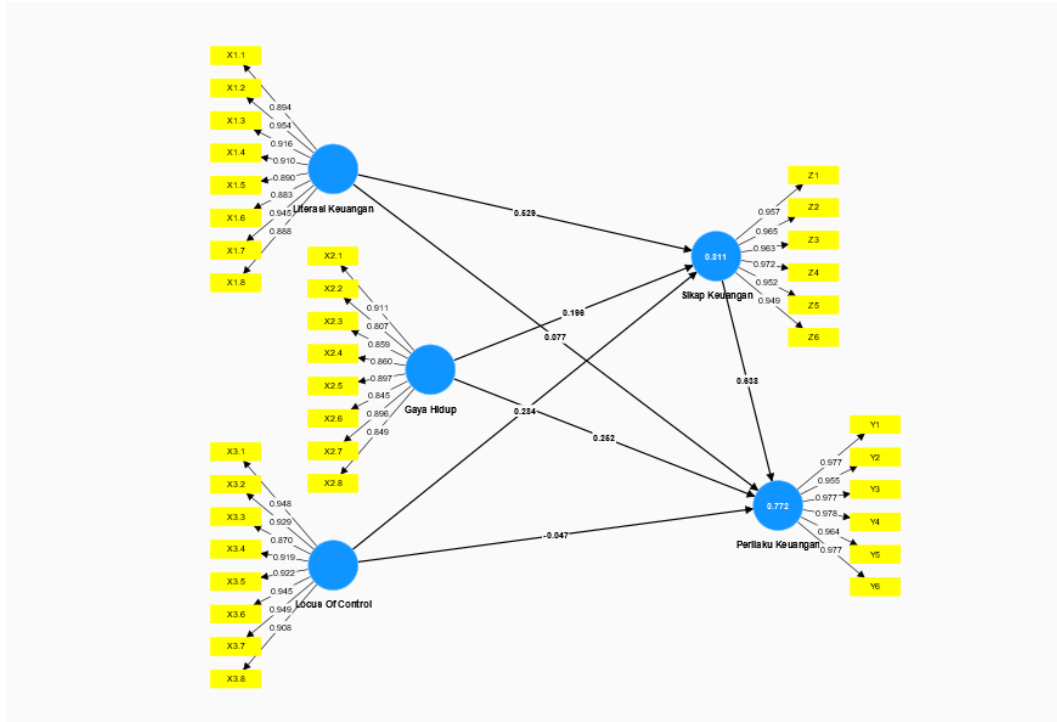 X1.1
X1.2
X1.3
X1.4
X1.5
X1.6
X1.7
X1.8
0.894
0.954
0.916
0.910
0.890
0.883
0.945
0.888
Literasi Keuangan
X2.1
X2.2
X2.3
X2.4
X2.5
X2.6
X2.7
X2.8
0.911
0.807
0.859
0.860
0.897
0.845
0.896
0.849
Gaya Hidup
X3.1
X3.2
X3.3
X3.4
X3.5
X3.6
X3.7
X3.8
0.948
0.929
0.870
0.919
0.922
0.945
0.949
0.908
Locus Of Control
0.529
0.196
0.077
0.284
0.252
-0.047
0.638
0.811
Sikap Keuangan
0.957
0.965
0.963
0.972
0.952
0.949
Z1
Z2
Z3
Z4
Z5
Z6
0.772
Perilaku Keuangan
0.977
0.955
0.977
0.978
0.964
0.977
Y1
Y2
Y3
Y4
Y5
Y6